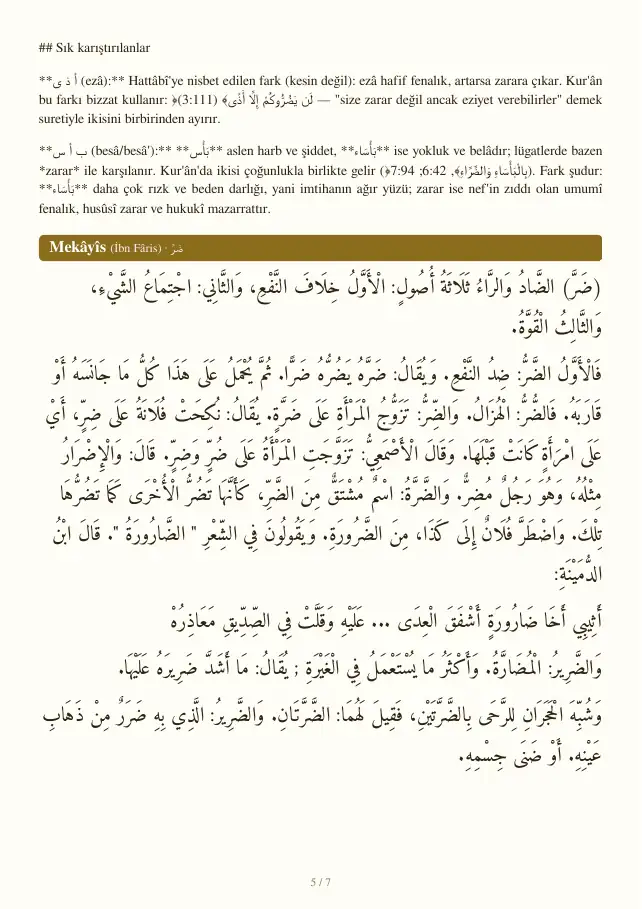 ## Sık karıştırılanlar
**أ ذ ى (ezâ):** Hattâbî'ye nisbet edilen fark (kesin değil): ezâ hafif fenalık, artarsa zarara çıkar. Kur'ân
bu farkı bizzat kullanır: ﴿لَن يَضُرُّوكُمْ إِلَّا أَذًى﴾ (3:111) — "size zarar değil ancak eziyet verebilirler" demek
suretiyle ikisini birbirinden ayırır.
**ب أ س (besâ/besâ'):** **بَأْس** aslen harb ve şiddet, **بَأْسَاء** ise yokluk ve belâdır; lügatlerde bazen
*zarar* ile karşılanır. Kur'ân'da ikisi çoğunlukla birlikte gelir (﴿بِالْبَأْسَاءِ وَالضَّرَّاءِ﴾, 6:42; 7:94). Fark şudur:
**بَأْسَاء** daha çok rızk ve beden darlığı, yani imtihanın ağır yüzü; zarar ise nef'in zıddı olan umumî
fenalık, husûsî zarar ve hukukî mazarrattır.
Mekâyîs (İbn Fâris) · ضَرَّ
(ضَرَّ) الضَّادُ وَالرَّاءُ ثَلَاثَةُ أُصُولٍ: الْأَوَّلُ خِلَافَ النَّفْعِ، وَالثَّانِي: اجْتِمَاعُ الشَّيْءِ،
وَالثَّالِثُ الْقُوَّةُ.
فَالْأَوَّلُ الضَّرُّ: ضِدُ النَّفْعِ. وَيُقَالُ: ضَرَّهُ يَضُرُّهُ ضَرًّا. ثُمَّ يُحْمَلُ عَلَى هَذَا كُلُّ مَا جَانَسَهُ أَوْ
قَارَبَهُ. فَالضُّرُّ: الْهُزَالُ. وَالضِّرُّ: تَزَوُّجُ الْمَرْأَةِ عَلَى ضَرَّةٍ. يُقَالُ: نُكِحَتْ فُلَانَةُ عَلَى ضِرٍّ، أَيْ
عَلَى امْرَأَةٍ كَانَتْ قَبْلَهَا. وَقَالَ الْأَصْمَعِيُّ: تَزَوَّجَتِ الْمَرْأَةُ عَلَى ضُرٍّ وَضِرٍّ. قَالَ: وَالْإِضْرَارُ
مِثْلُهُ، وَهُوَ رَجُلٌ مُضِرٌّ. وَالضَّرَّةُ: اسْمٌ مُشْتَقٌّ مِنَ الضَّرِّ، كَأَنَّهَا تَضُرُّ الْأُخْرَى كَمَا تَضُرُّهَا
تِلْكَ. وَاضْطَرَّ فُلَانٌ إِلَى كَذَا، مِنَ الضَّرُورَةِ. وَيَقُولُونَ فِي الشِّعْرِ " الضَّارُورَةُ ". قَالَ ابْنُ
الدُّمَيْنَةِ:
أَثِيبِي أَخَا ضَارُورَةٍ أَشْفَقَ الْعِدَى ... عَلَيْهِ وَقَلَّتْ فِي الصِّدِّيقِ مَعَاذِرُهْ
وَالضَّرِيرُ: الْمُضَارَّةُ. وَأَكْثَرُ مَا يُسْتَعْمَلُ فِي الْغَيْرَةِ ; يُقَالُ: مَا أَشَدَّ ضَرِيرَهُ عَلَيْهَا.
وَشُبِّهَ الْحَجَرَانِ لِلرَّحَى بِالضَّرَّتَيْنِ، فَقِيلَ لَهُمَا: الضَّرَّتَانِ. وَالضَّرِيرُ: الَّذِي بِهِ ضَرَرٌ مِنْ ذَهَابِ
عَيْنِهِ. أَوْ ضَنَى جِسْمِهِ.
5 / 7